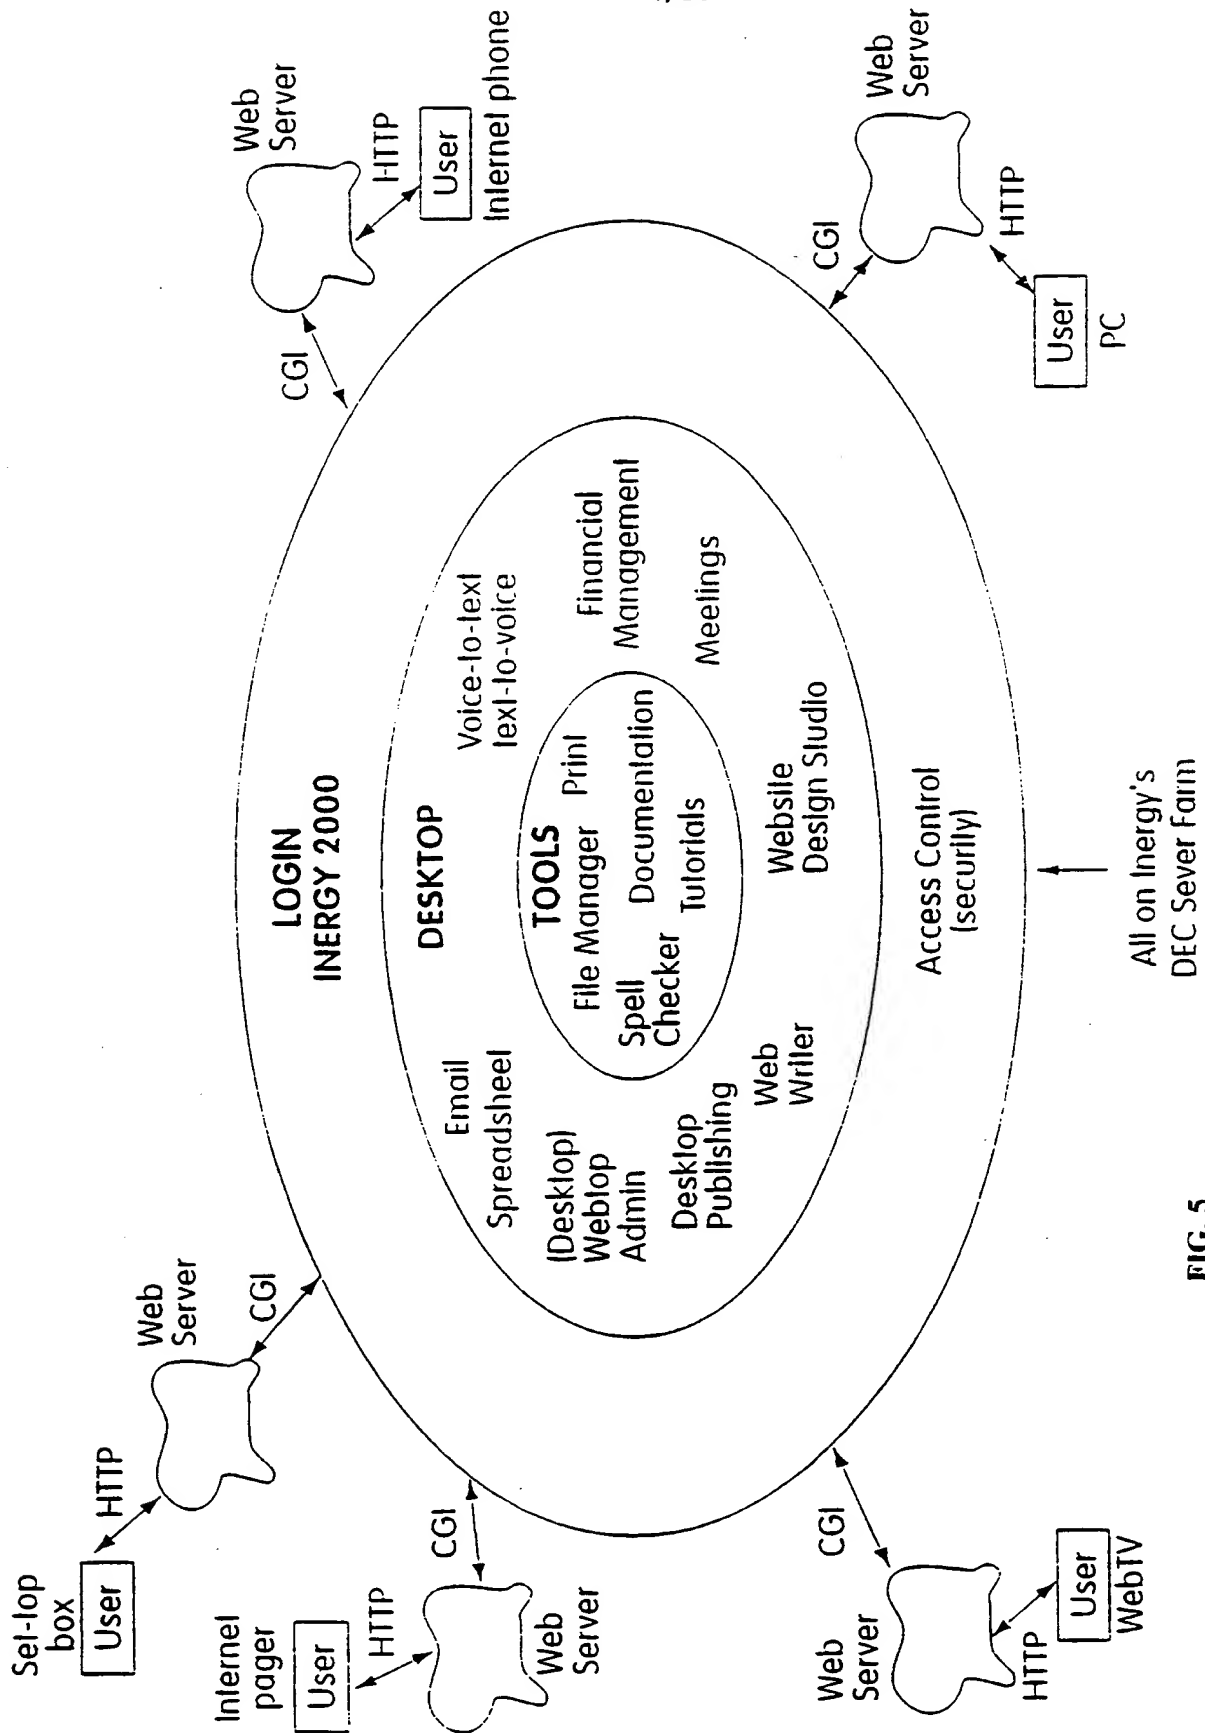 Set-top
box
User
HTTP
Web
Server
CGI
Internet
pager
User
HTTP
Web
Server
CGI
Web
Server
HTTP
User
Internet phone
CGI
LOGIN
INERGY 2000
DESKTOP
Email
Spreadsheet
(Desktop)
Webtop
Admin
Desktop
Publishing
Web
Writer
Voice-to-text
text-to-voice
Financial
Management
Meetings
Website
Design Studio
TOOLS
File Manager
Print
Spell
Checker
Documentation
Tutorials
Access Control
(security)
CGI
Web
Server
HTTP
User
WebTV
CGI
Web
Server
HTTP
User
PC
All on Inergy's
DEC Sever Farm
FIG. 5